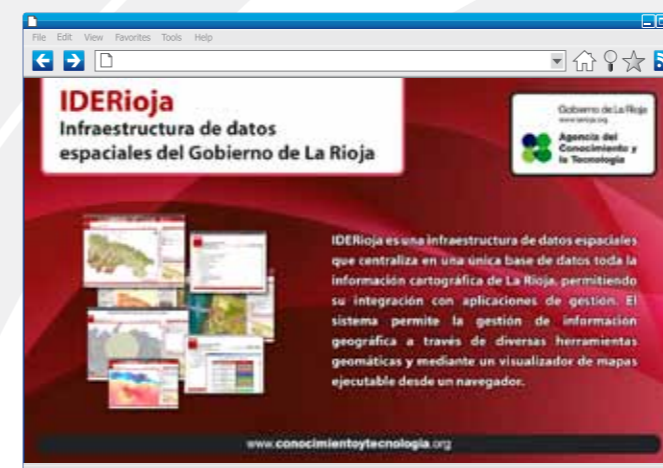 File Edit View Favorites Tools Help
IDERioja
Infraestructura de datos
espaciales del Gobierno de La Rioja
Gobierno de La Rioja
www.larioja.org
Agencia del
Conocimiento y
la Tecnología
IDERioja es una infraestructura de datos espaciales
que centraliza en una única base de datos toda la
información cartográfica de La Rioja, permitiendo
su integración con aplicaciones de gestión. El
sistema permite la gestión de información
geográfica a través de diversas herramientas
geomáticas y mediante un visualizador de mapas
ejecutable desde un navegador.
www.conocimientoytecnologia.org